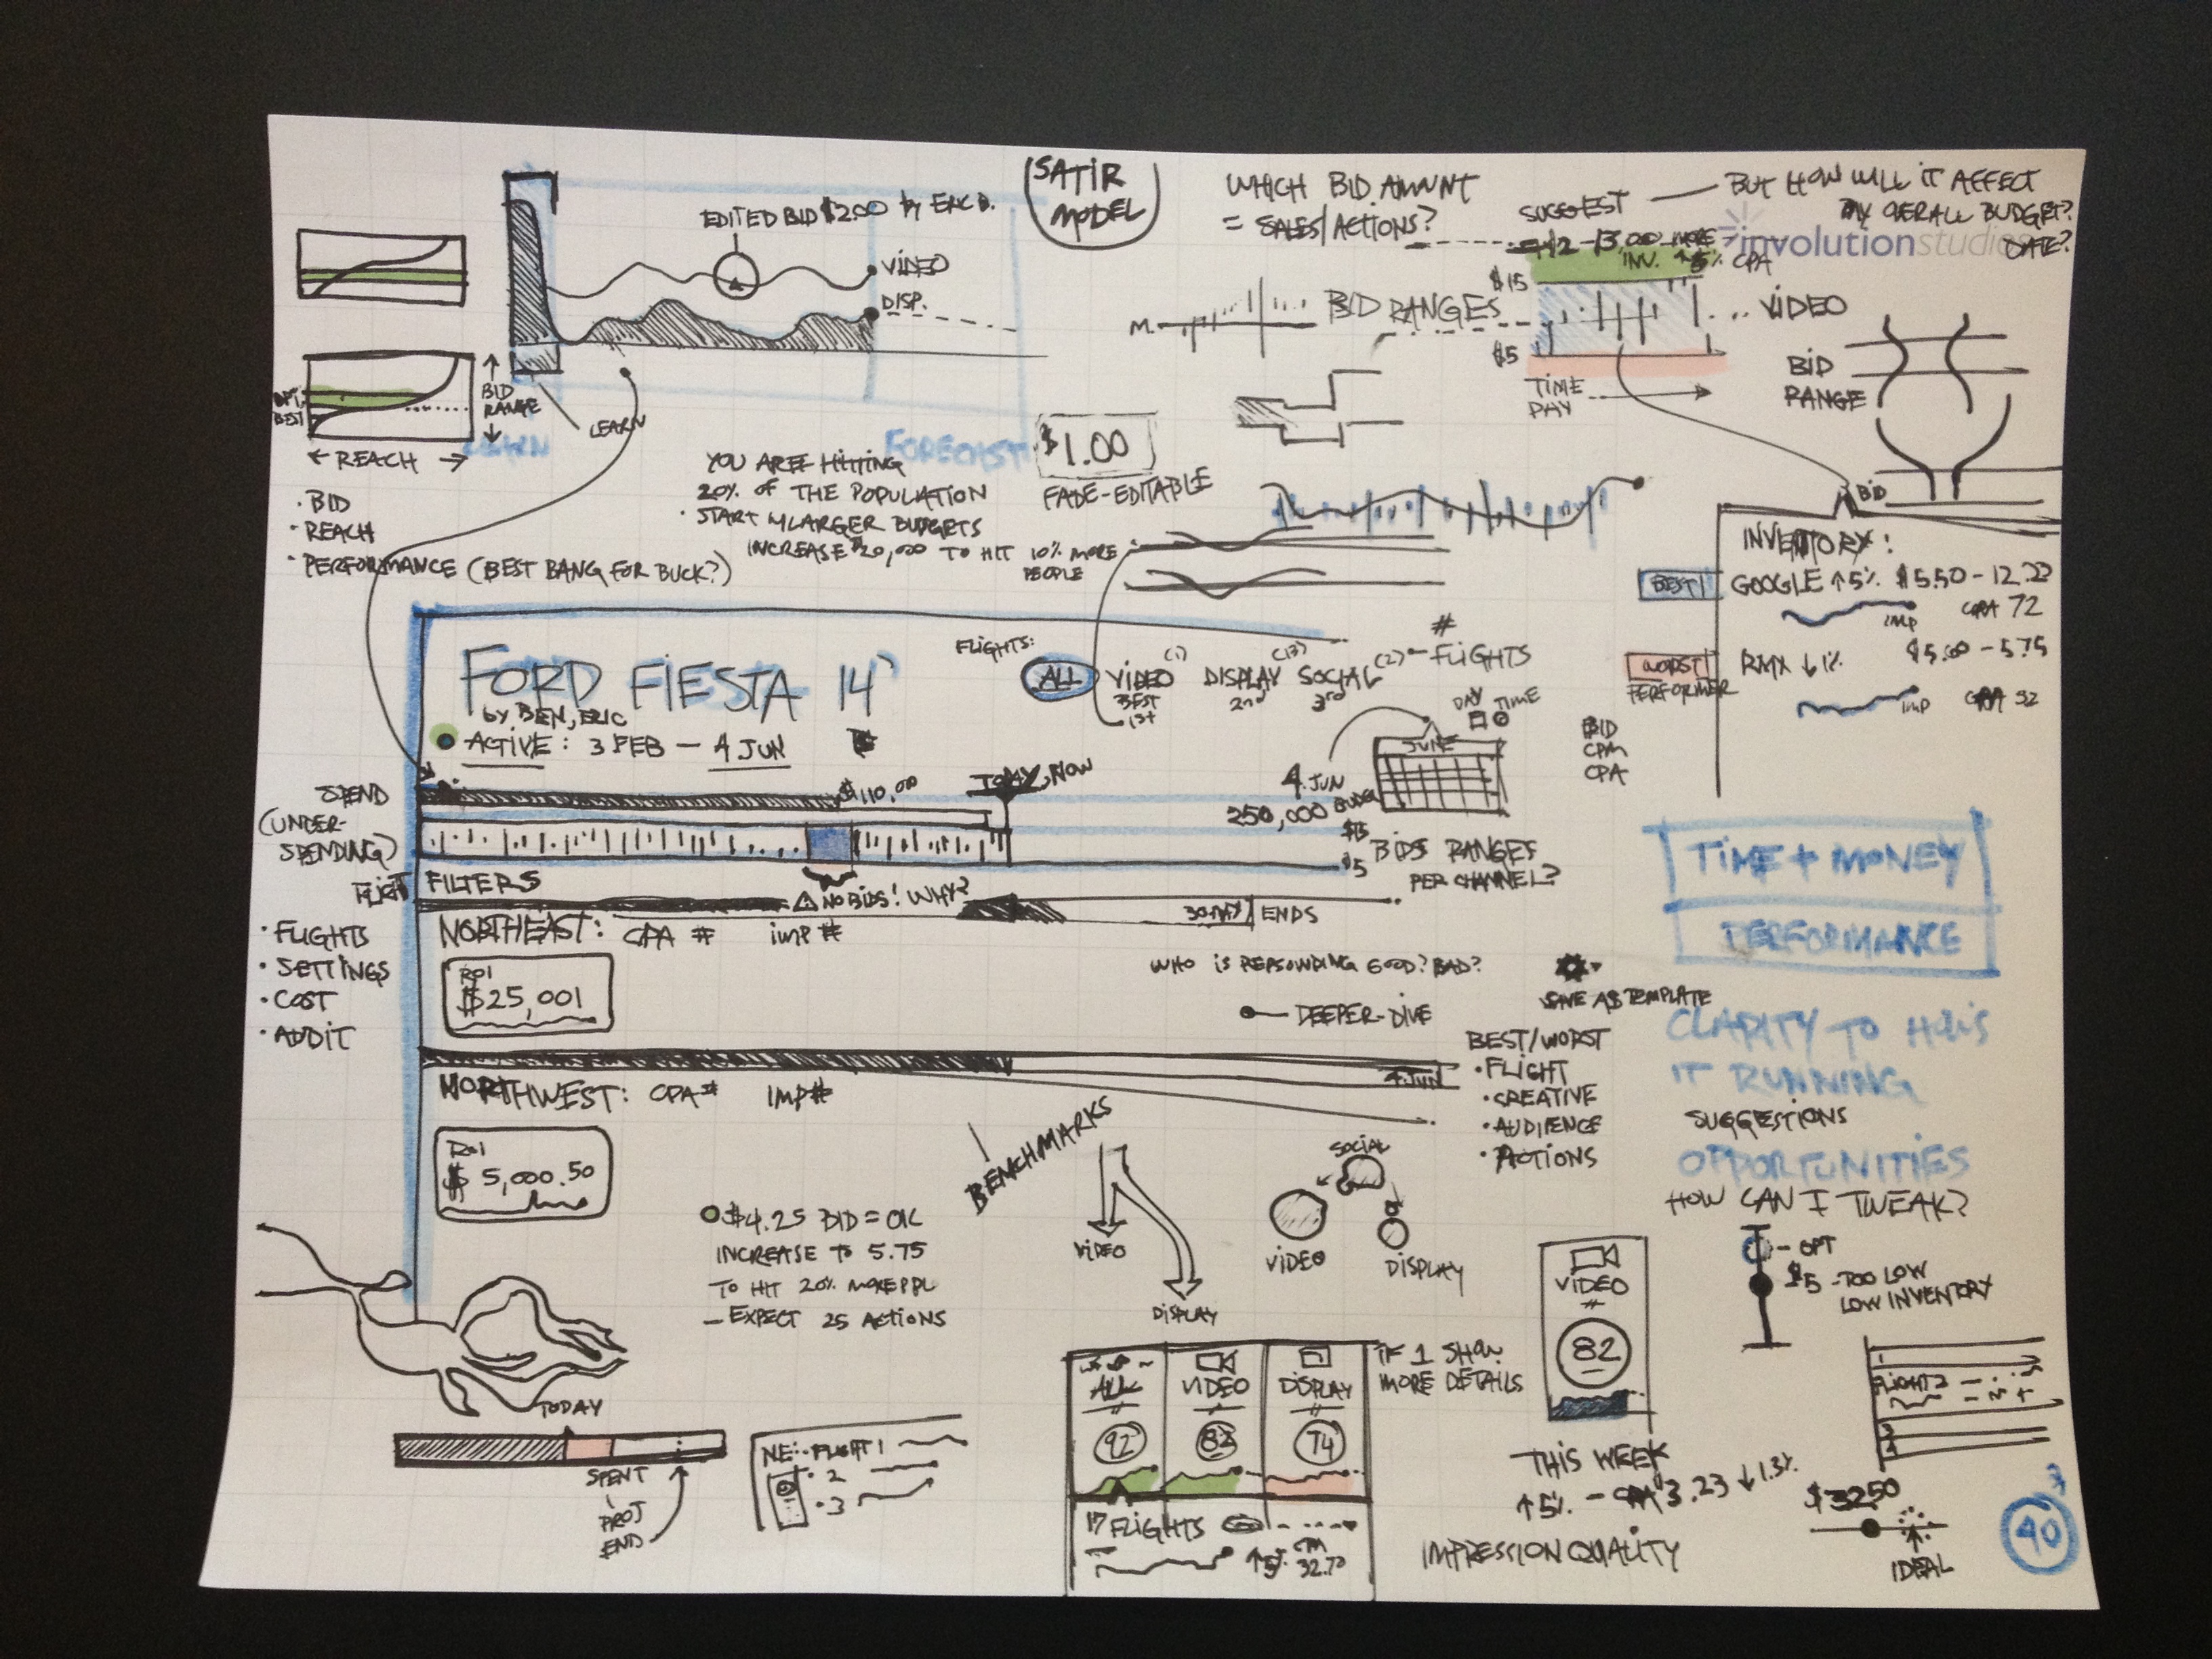 SATIR
MODEL
EDITED BID $2.00 by ERIC B.
VIDEO
DISP.
LEARN
LEARN
FORECAST
BID
RANGE
BEST
← REACH →
· BID
· REACH
· PERFORMANCE (BEST BANG FOR BUCK?)
YOU ARE HITTING
20% OF THE POPULATION
· START W/LARGER BUDGETS
INCREASE $20,000 TO HIT 10% MORE
PEOPLE
$1.00
FADE-EDITABLE
WHICH BID AMOUNT
= SALES/ACTIONS?
SUGGEST
BUT HOW WILL IT AFFECT
MY OVERALL BUDGET?
DATE?
involutionstudios
INV. ↑5% CPA
$15
M.
BID RANGES
VIDEO
$5
TIME
DAY
BID
RANGE
BID
INVENTORY:
BEST!
GOOGLE ↑5% $5.50 - 12.22
IMP
CPA 72
WORST!
PERFORMER
RMX ↓1%
$5.00 - 5.75
IMP
CPA 32
FORD FIESTA 14'
by BEN, ERIC
ACTIVE: 3 FEB — 4 JUN
FLIGHTS:
ALL
VIDEO (1)
BEST
1st
DISPLAY (13)
2nd
SOCIAL (2)
3rd
#
FLIGHTS
DAY
TIME
JUNE
4 JUN
250,000 BUDGET
BID
CPM
CPA
SPEND
(UNDER-
SPENDING)
$110,00
TODAY, NOW
$15
$5
BIDS RANGES
PER CHANNEL?
FLIGHT
FILTERS
⚠ NO BIDS! WHY?
30 DAY
ENDS
· FLIGHTS
· SETTINGS
· COST
· AUDIT
NORTHEAST: CPA # IMP #
ROI
$25,001
WHO IS RESPONDING GOOD? BAD?
DEEPER-DIVE
SAVE AS TEMPLATE
NORTHWEST: CPA# IMP#
4 JUN
ROI
$5,000.50
BEST/WORST
· FLIGHT
· CREATIVE
· AUDIENCE
· ACTIONS
TIME + MONEY
PERFORMANCE
CLARITY TO HOW'S
IT RUNNING
SUGGESTIONS
OPPORTUNITIES
HOW CAN I TWEAK?
OPT
$5 - TOO LOW
LOW INVENTORY
BENCHMARKS
VIDEO
DISPLAY
SOCIAL
VIDEO
DISPLAY
$4.25 BID = OK
INCREASE TO 5.75
TO HIT 20% MORE PPL
— EXPECT 25 ACTIONS
TODAY
SPENT
PROJ
END
NE: · FLIGHT 1
· 2
· 3
ALL
#
92
VIDEO
#
82
DISPLAY
#
74
IF 1 SHOW
MORE DETAILS
17 FLIGHTS
↑5%
CPM
32.70
VIDEO
#
82
THIS WEEK
↑5% — CPA $3.23 ↓1.3%
IMPRESSION QUALITY
1
FLIGHT 2
3
$32.50
IDEAL
40